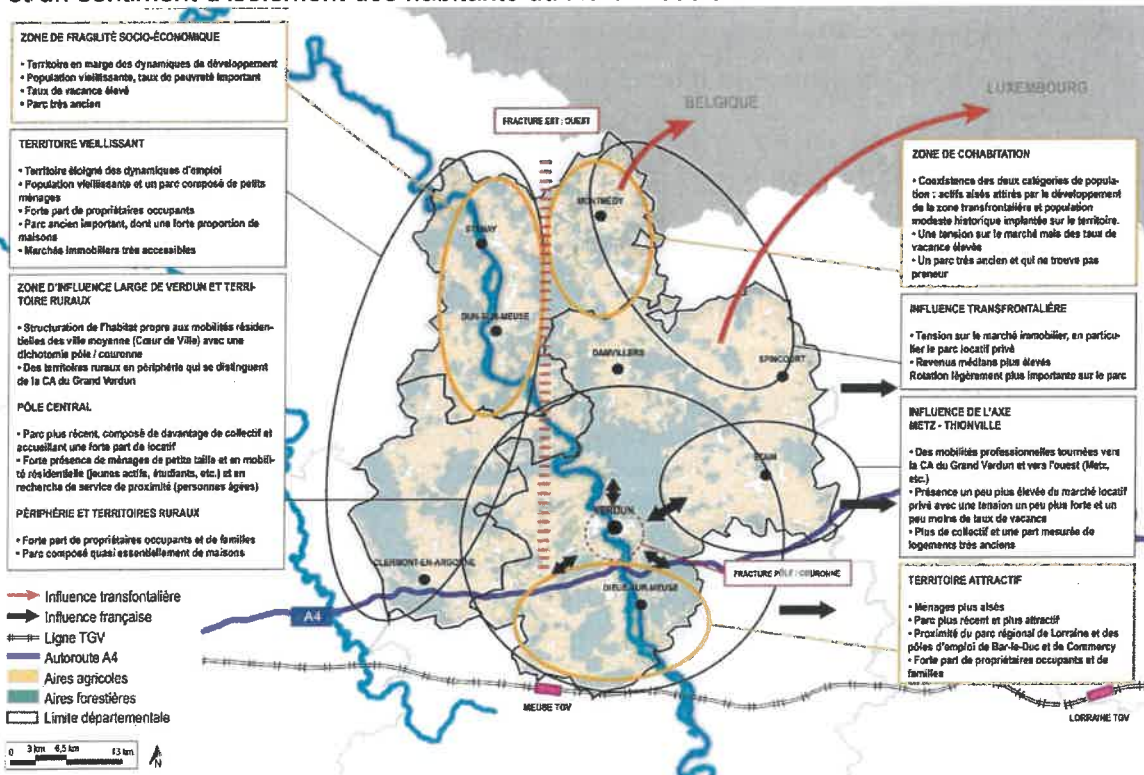 ZONE DE FRAGILITÉ SOCIO-ÉCONOMIQUE
• Territoire en marge des dynamiques de développement
• Population vieillissante, taux de pauvreté important
• Taux de vacance élevé
• Parc très ancien
TERRITOIRE VIEILLISSANT
• Territoire éloigné des dynamiques d'emploi
• Population vieillissante et un parc composé de petits
ménages
• Forte part de propriétaires occupants
• Parc ancien important, dont une forte proportion de
maisons
• Marchés immobiliers très accessibles
ZONE D'INFLUENCE LARGE DE VERDUN ET TERRI-
TOIRE RURAUX
• Structuration de l'habitat propre aux mobilités résiden-
tielles des ville moyenne (Cœur de Ville) avec une
dichotomie pôle / couronne
• Des territoires ruraux en périphérie qui se distinguent
de la CA du Grand Verdun
PÔLE CENTRAL
• Parc plus récent, composé de davantage de collectif et
accueillant une forte part de locatif
• Forte présence de ménages de petite taille et en mobi-
lité résidentielle (jeunes actifs, étudiants, etc.) et en
recherche de service de proximité (personnes âgées)
PÉRIPHÉRIE ET TERRITOIRES RURAUX
• Forte part de propriétaires occupants et de familles
• Parc composé quasi essentiellement de maisons
Influence transfontalière
Influence française
Ligne TGV
Autoroute A4
Aires agricoles
Aires forestières
Limite départementale
0 3 km 6,5 km 13 km
N
FRACTURE EST / OUEST
BELGIQUE
LUXEMBOURG
MONTMÉDY
STENAY
DUN-SUR-MEUSE
DAMVILLERS
SPINCOURT
ETAIN
VERDUN
CLERMONT-EN-ARGONNE
DIEUE-SUR-MEUSE
FRACTURE PÔLE / COURONNE
A4
MEUSE TGV
LORRAINE TGV
ZONE DE COHABITATION
• Coexistence des deux catégories de popula-
tion : actifs aisés attirés par le développement
de la zone transfrontalière et population
modeste historique implantée sur le territoire.
• Une tension sur le marché mais des taux de
vacance élevés
• Un parc très ancien et qui ne trouve pas
preneur
INFLUENCE TRANSFRONTALIÈRE
• Tension sur le marché immobilier, en particu-
lier le parc locatif privé
• Revenus médians plus élevés
Rotation légèrement plus importante sur le parc
INFLUENCE DE L'AXE
METZ - THIONVILLE
• Des mobilités professionnelles tournées vers
la CA du Grand Verdun et vers l'ouest (Metz,
etc.)
• Présence un peu plus élevée du marché locatif
privé avec une tension un peu plus forte et un
peu moins de taux de vacance
• Plus de collectif et une part mesurée de
logements très anciens
TERRITOIRE ATTRACTIF
• Ménages plus aisés
• Parc plus récent et plus attractif
• Proximité du parc régional de Lorraine et des
pôles d'emploi de Bar-le-Duc et de Commercy
• Forte part de propriétaires occupants et de
familles